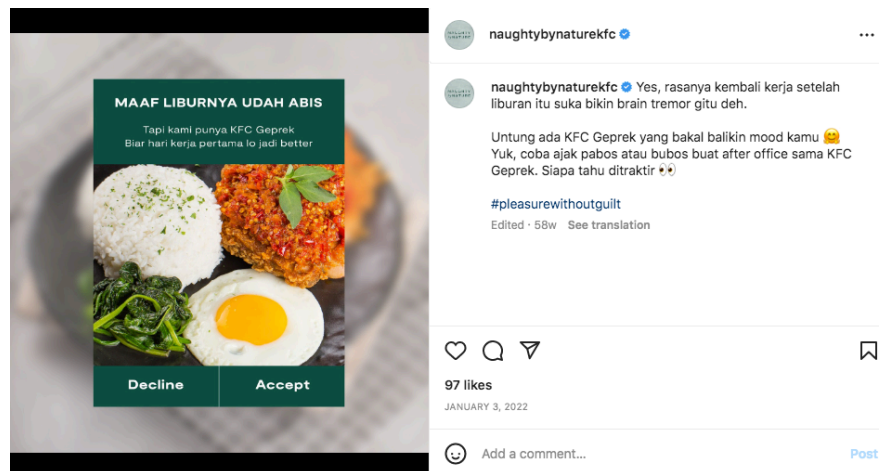 MAAF LIBURNYA UDAH ABIS
Tapi kami punya KFC Geprek
Biar hari kerja pertama lo jadi better
Decline
Accept
naughtybynaturekfc
naughtybynaturekfc Yes, rasanya kembali kerja setelah
liburan itu suka bikin brain tremor gitu deh.
Untung ada KFC Geprek yang bakal balikin mood kamu 🤗
Yuk, coba ajak pabos atau bubos buat after office sama KFC
Geprek. Siapa tahu ditraktir 👀
#pleasurewithoutguilt
Edited · 58w See translation
97 likes
JANUARY 3, 2022
Add a comment...
Post